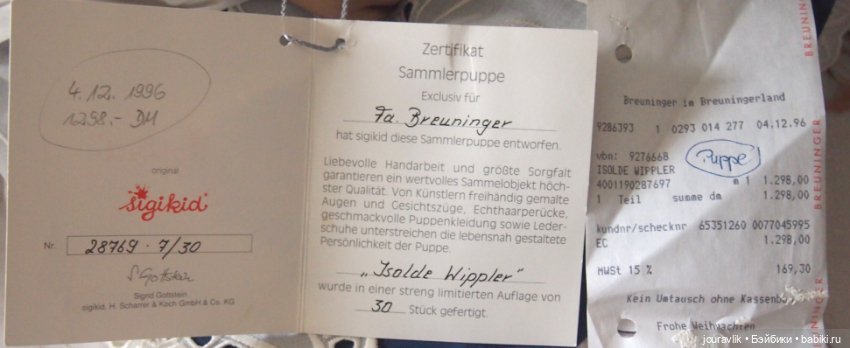 4.12. 1996
1298.- DM
original
sigikid
Nr. 28769 · 7/30
S. Gottstein
Sigrid Gottstein
sigikid, H. Scharrer & Koch GmbH & Co. KG
Zertifikat
Sammlerpuppe
Exclusiv für
Fa. Breuninger
hat sigikid diese Sammlerpuppe entworfen.
Liebevolle Handarbeit und größte Sorgfalt
garantieren ein wertvolles Sammelobjekt höch-
ster Qualität. Von Künstlern freihändig gemalte
Augen und Gesichtszüge, Echthaarperücke,
geschmackvolle Puppenkleidung sowie Leder-
schuhe unterstreichen die lebensnah gestaltete
Persönlichkeit der Puppe.
„Isolde Wippler"
wurde in einer streng limitierten Auflage von
30 Stück gefertigt.
BREUNINGER
Breuninger im Breuningerland
9286393 1 0293 014 277 04.12.96
vbn: 9276668
Puppe
ISOLDE WIPPLER
4001190287697 m 1 1.298,00
1 Teil summe dm 1.298,00
kundnr/schecknr 65351260 0077045995
EC 1.298,00
MWSt 15 % 169,30
Kein Umtausch ohne Kassenbo
Frohe Weihnachten
BREUNINGER
BREUNINGER
jouravlik • Бэйбики • babiki.ru